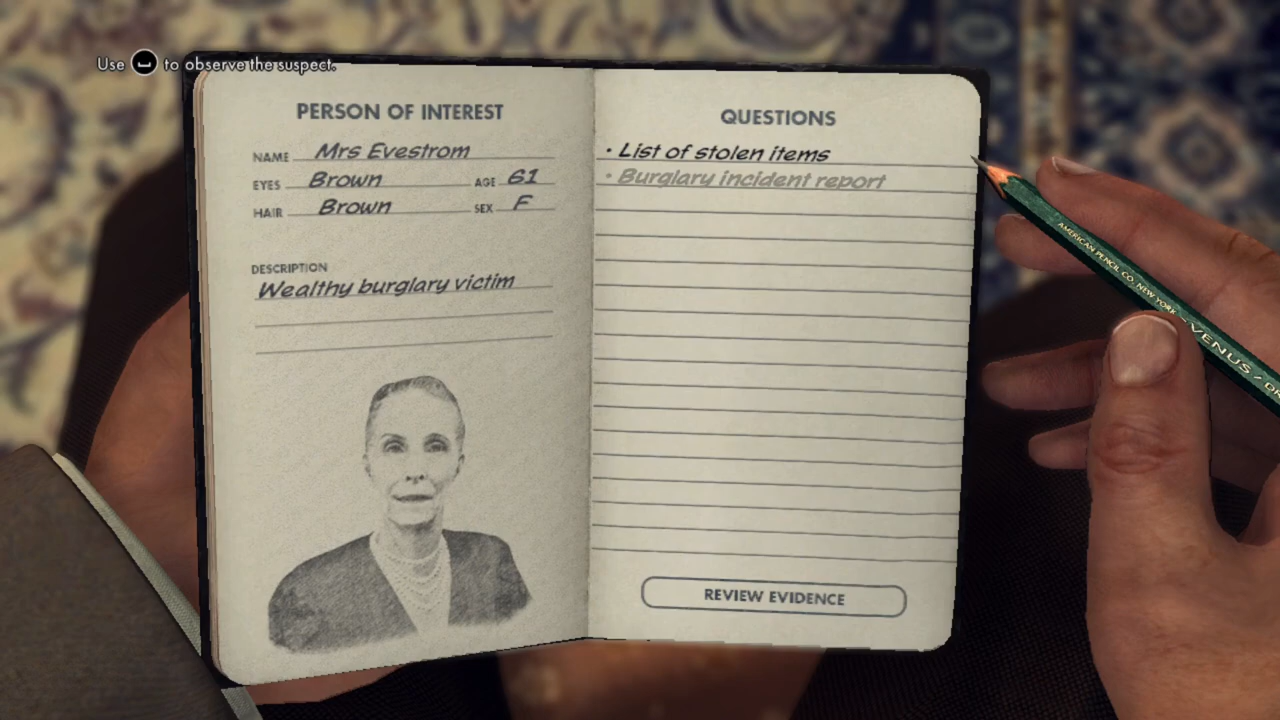 Use to observe the suspect.
PERSON OF INTEREST
NAME Mrs Evestrom
EYES Brown AGE 61
HAIR Brown SEX F
DESCRIPTION
Wealthy burglary victim
QUESTIONS
• List of stolen items
• Burglary incident report
REVIEW EVIDENCE
AMERICAN PENCIL CO. NEW YORK VENUS